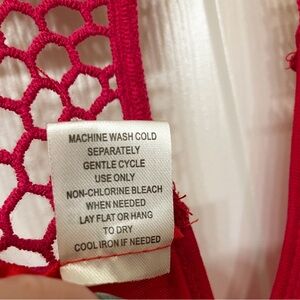 MACHINE WASH COLD
SEPARATELY
GENTLE CYCLE
USE ONLY
NON-CHLORINE BLEACH
WHEN NEEDED
LAY FLAT OR HANG
TO DRY
COOL IRON IF NEEDED